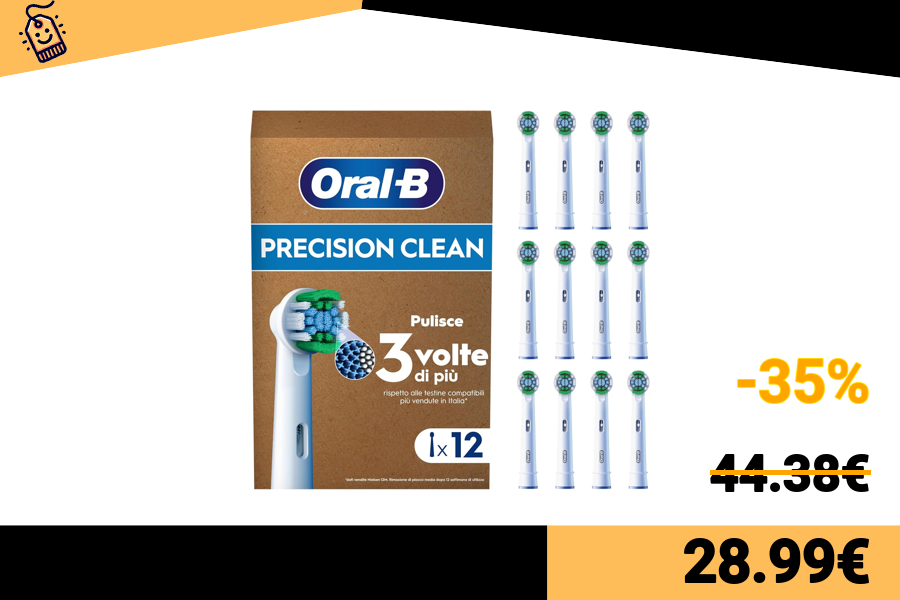 Oral-B
PRECISION CLEAN
Pulisce
3 volte
di più
rispetto alle testine compatibili
più vendute in Italia*
x 12
-35%
44.38€
28.99€